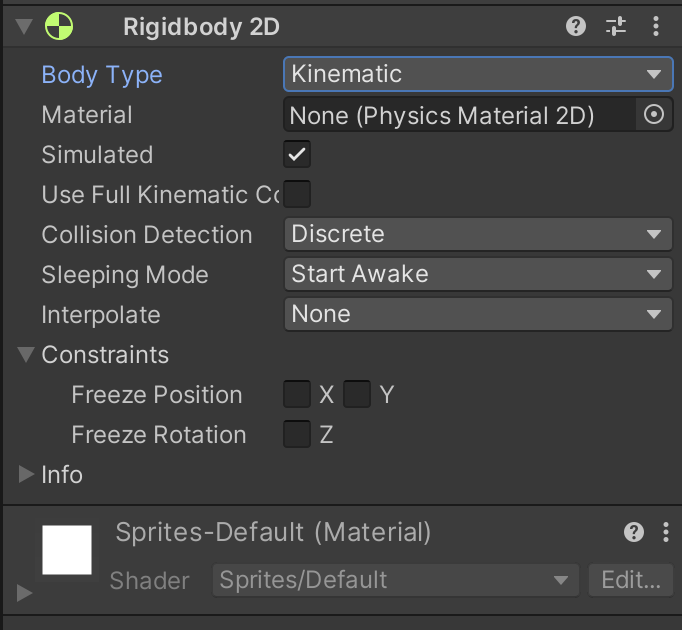 Rigidbody 2D
Body Type Kinematic
Material None (Physics Material 2D)
Simulated
Use Full Kinematic Co
Collision Detection Discrete
Sleeping Mode Start Awake
Interpolate None
Constraints
Freeze Position X Y
Freeze Rotation Z
Info
Sprites-Default (Material)
Shader Sprites/Default Edit...